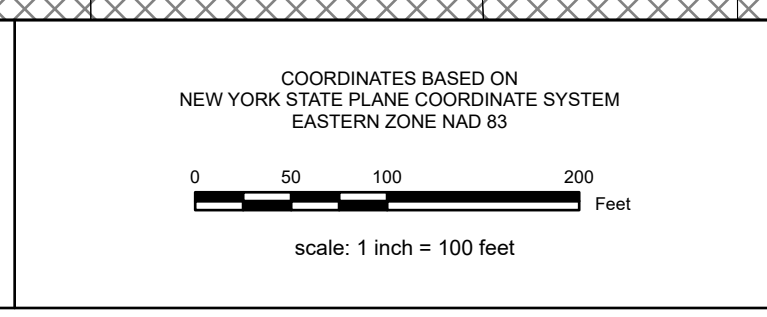 COORDINATES BASED ON
NEW YORK STATE PLANE COORDINATE SYSTEM
EASTERN ZONE NAD 83
0 50 100 200
Feet
scale: 1 inch = 100 feet